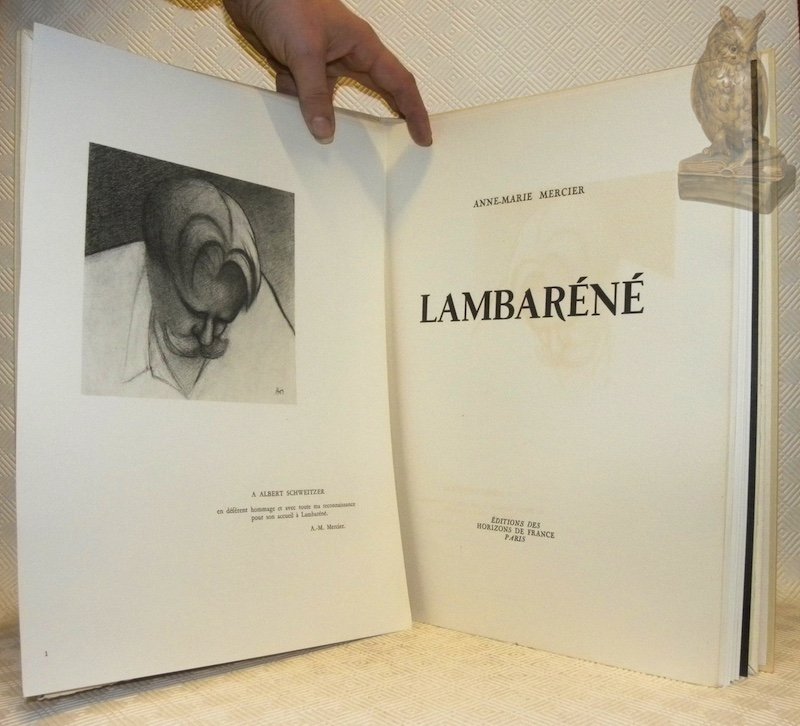 A ALBERT SCHWEITZER
en déférent hommage et avec toute ma reconnaissance
pour son accueil à Lambaréné.
A.-M. Mercier.
1
ANNE-MARIE MERCIER
LAMBARÉNÉ
ÉDITIONS DES
HORIZONS DE FRANCE
PARIS